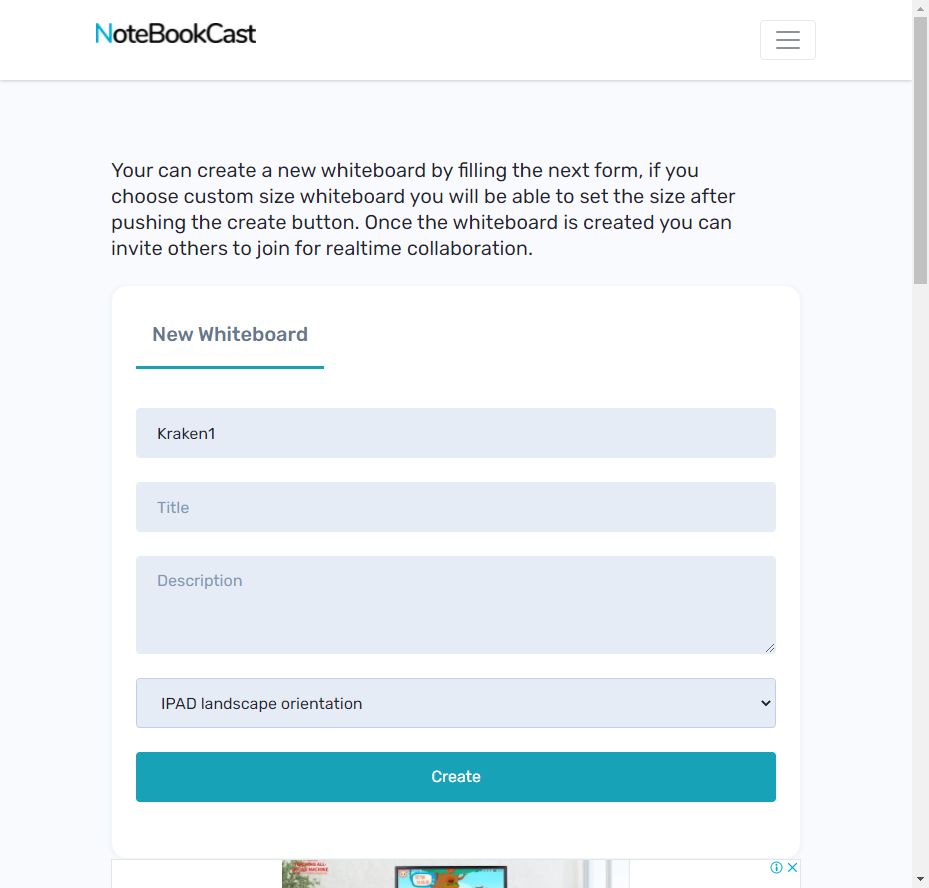 NoteBookCast
Your can create a new whiteboard by filling the next form, if you
choose custom size whiteboard you will be able to set the size after
pushing the create button. Once the whiteboard is created you can
invite others to join for realtime collaboration.
New Whiteboard
Kraken1
Title
Description
IPAD landscape orientation
Create